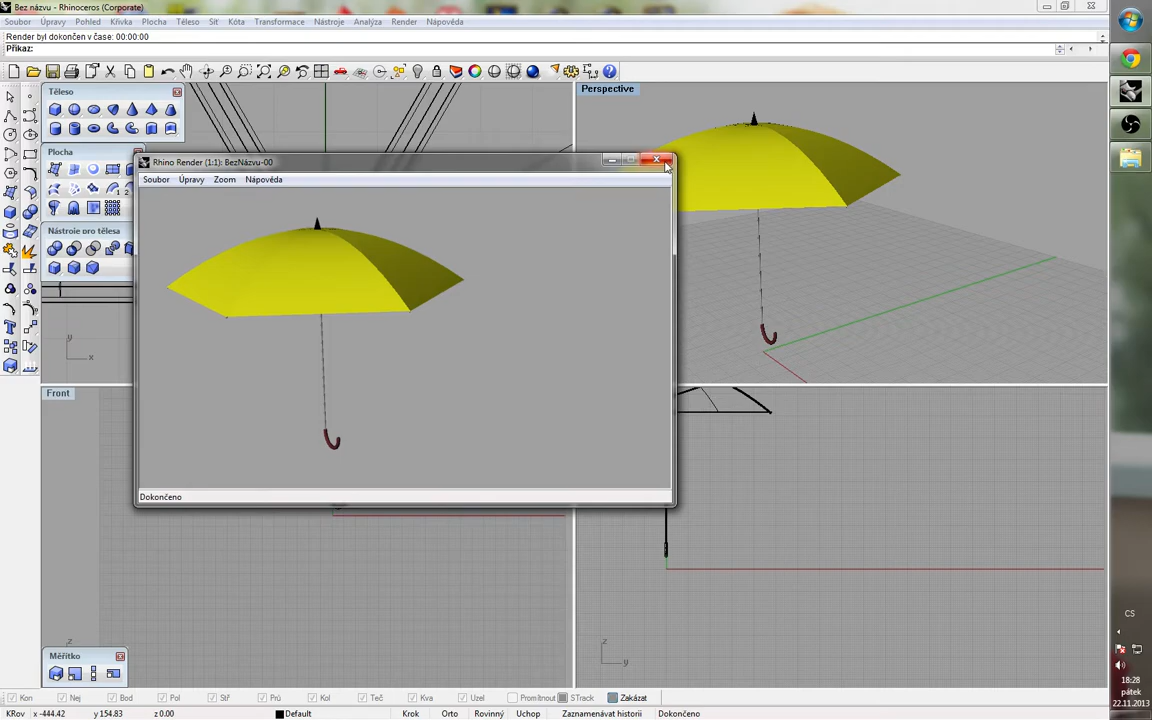 Bez názvu - Rhinoceros (Corporate)
Soubor Úpravy Pohled Křivka Plocha Těleso Síť Kóta Transformace Nástroje Analýza Render Nápověda
Render byl dokončen v čase: 00:00:00
Příkaz:
Těleso
Plocha
Nástroje pro tělesa
Perspective
Rhino Render (1:1): BezNázvu-00
Soubor Úpravy Zoom Nápověda
Dokončeno
y
x
Front
z
z
y
Měřítko
CS
Kon Nej Bod Pol Stř Prů Kol Teč Kva Uzel Promítnout STrack Zakázat
KRov x -444.42 y 154.83 z 0.00 Default Krok Orto Rovinný Uchop Zaznamenávat historii Dokončeno
18:28
pátek
22.11.2013